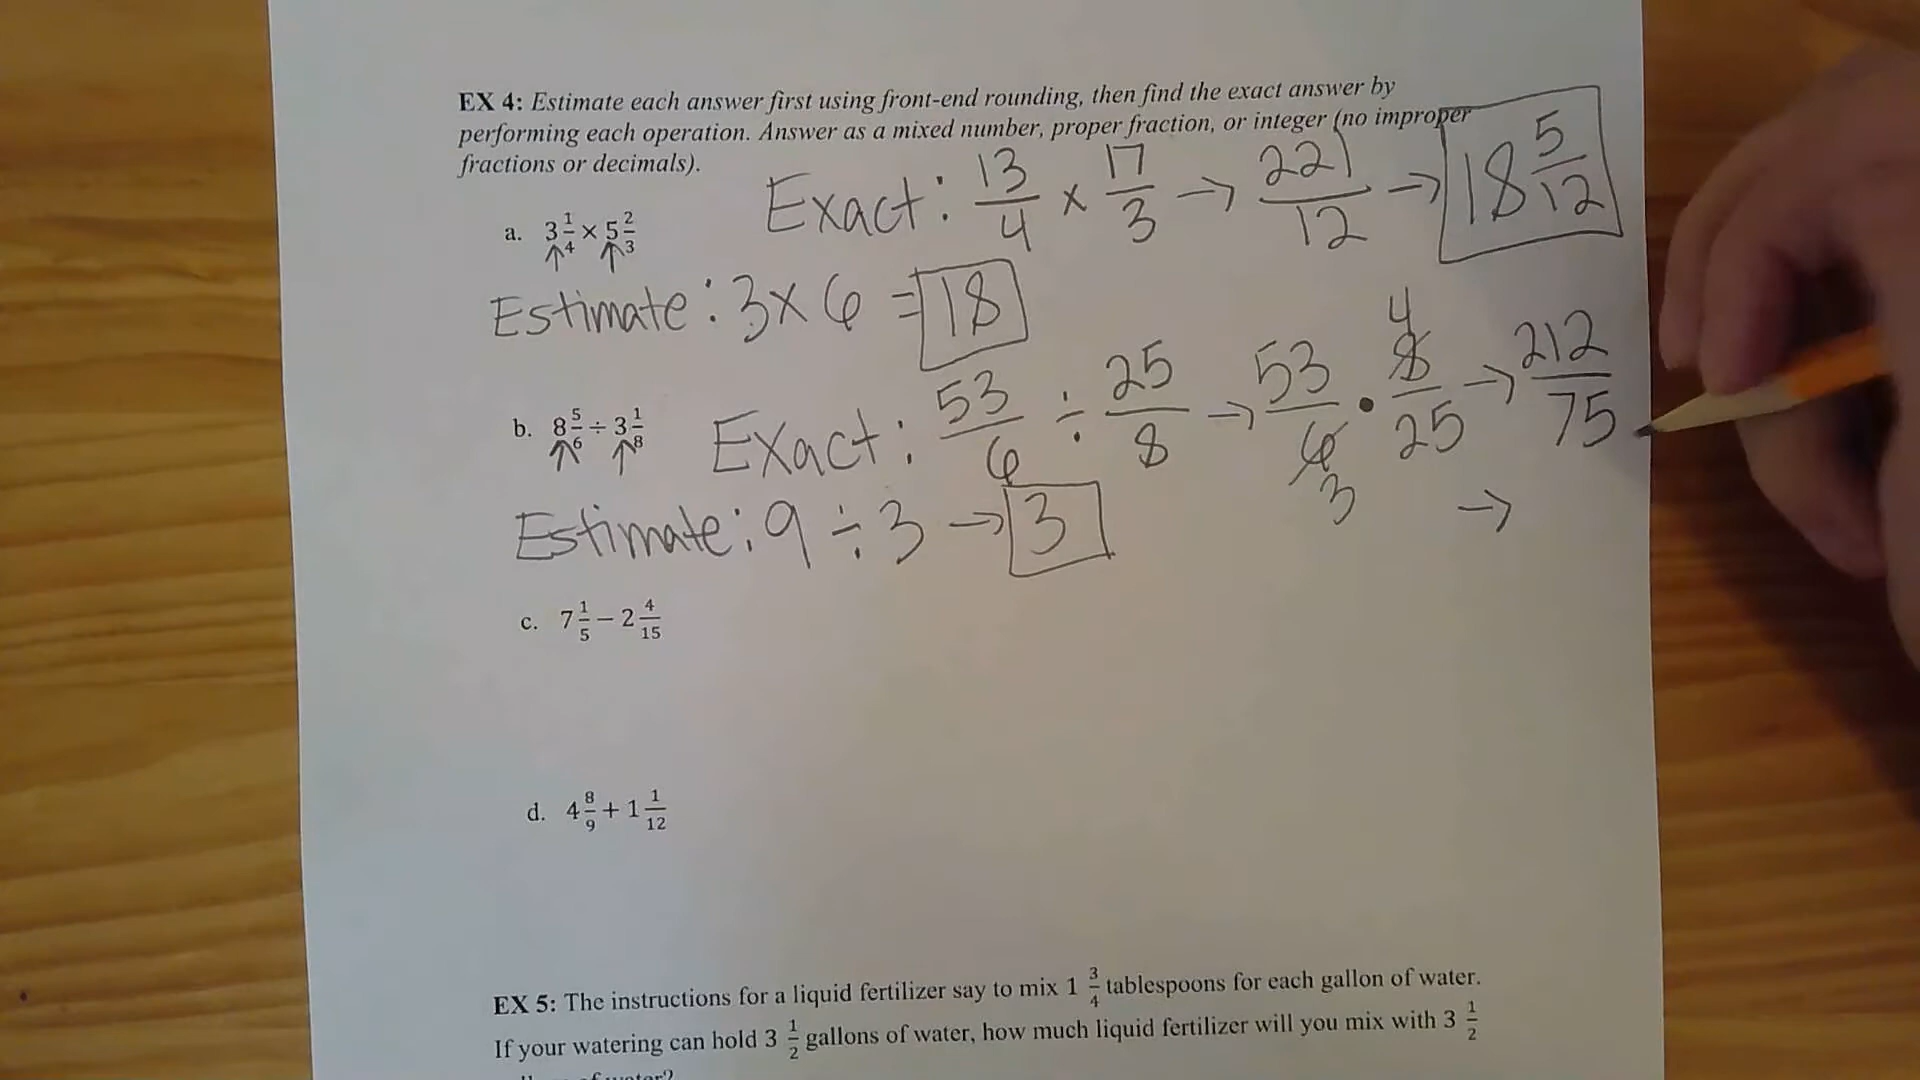 EX 4: Estimate each answer first using front-end rounding, then find the exact answer by
performing each operation. Answer as a mixed number, proper fraction, or integer (no improper
fractions or decimals).
Exact: 13/4 × 17/3 → 221/12 → 18 5/12
a. 3 1/4 × 5 2/3
Estimate: 3 × 6 = 18
b. 8 5/6 ÷ 3 1/8
Exact: 53/6 ÷ 25/8 → 53/6 • 8/25 → 212/75
4
3 →
Estimate: 9 ÷ 3 → 3
c. 7 1/5 − 2 4/15
d. 4 8/9 + 1 1/12
EX 5: The instructions for a liquid fertilizer say to mix 1 3/4 tablespoons for each gallon of water.
If your watering can hold 3 1/2 gallons of water, how much liquid fertilizer will you mix with 3 1/2